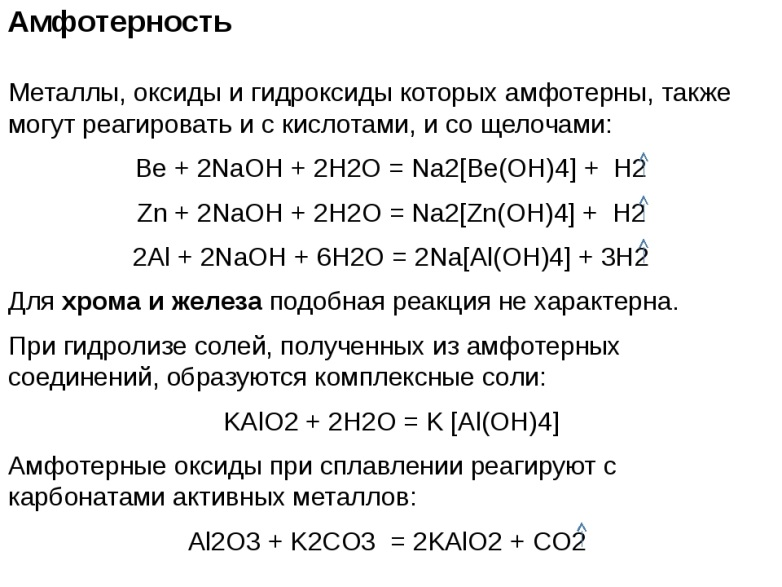 Амфотерность
Металлы, оксиды и гидроксиды которых амфотерны, также
могут реагировать и с кислотами, и со щелочами:
Be + 2NaOH + 2H2O = Na2[Be(OH)4] + H2
Zn + 2NaOH + 2H2O = Na2[Zn(OH)4] + H2
2Al + 2NaOH + 6H2O = 2Na[Al(OH)4] + 3H2
Для хрома и железа подобная реакция не характерна.
При гидролизе солей, полученных из амфотерных
соединений, образуются комплексные соли:
KAlO2 + 2H2O = K [Al(OH)4]
Амфотерные оксиды при сплавлении реагируют с
карбонатами активных металлов:
Al2O3 + K2CO3 = 2KAlO2 + CO2